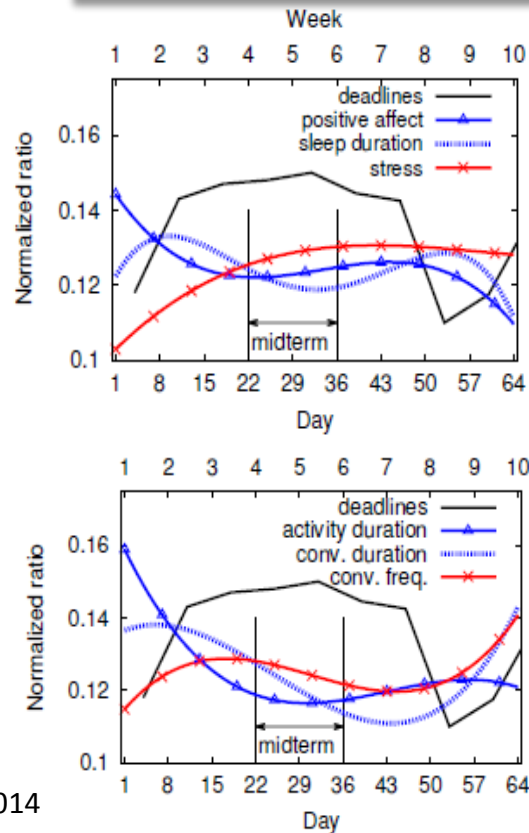 Week
1 2 3 4 5 6 7 8 9 10
deadlines
positive affect
sleep duration
stress
Normalized ratio
0.16
0.14
0.12
0.1
midterm
1 8 15 22 29 36 43 50 57 64
Day
1 2 3 4 5 6 7 8 9 10
deadlines
activity duration
conv. duration
conv. freq.
Normalized ratio
0.16
0.14
0.12
0.1
midterm
1 8 15 22 29 36 43 50 57 64
Day
014